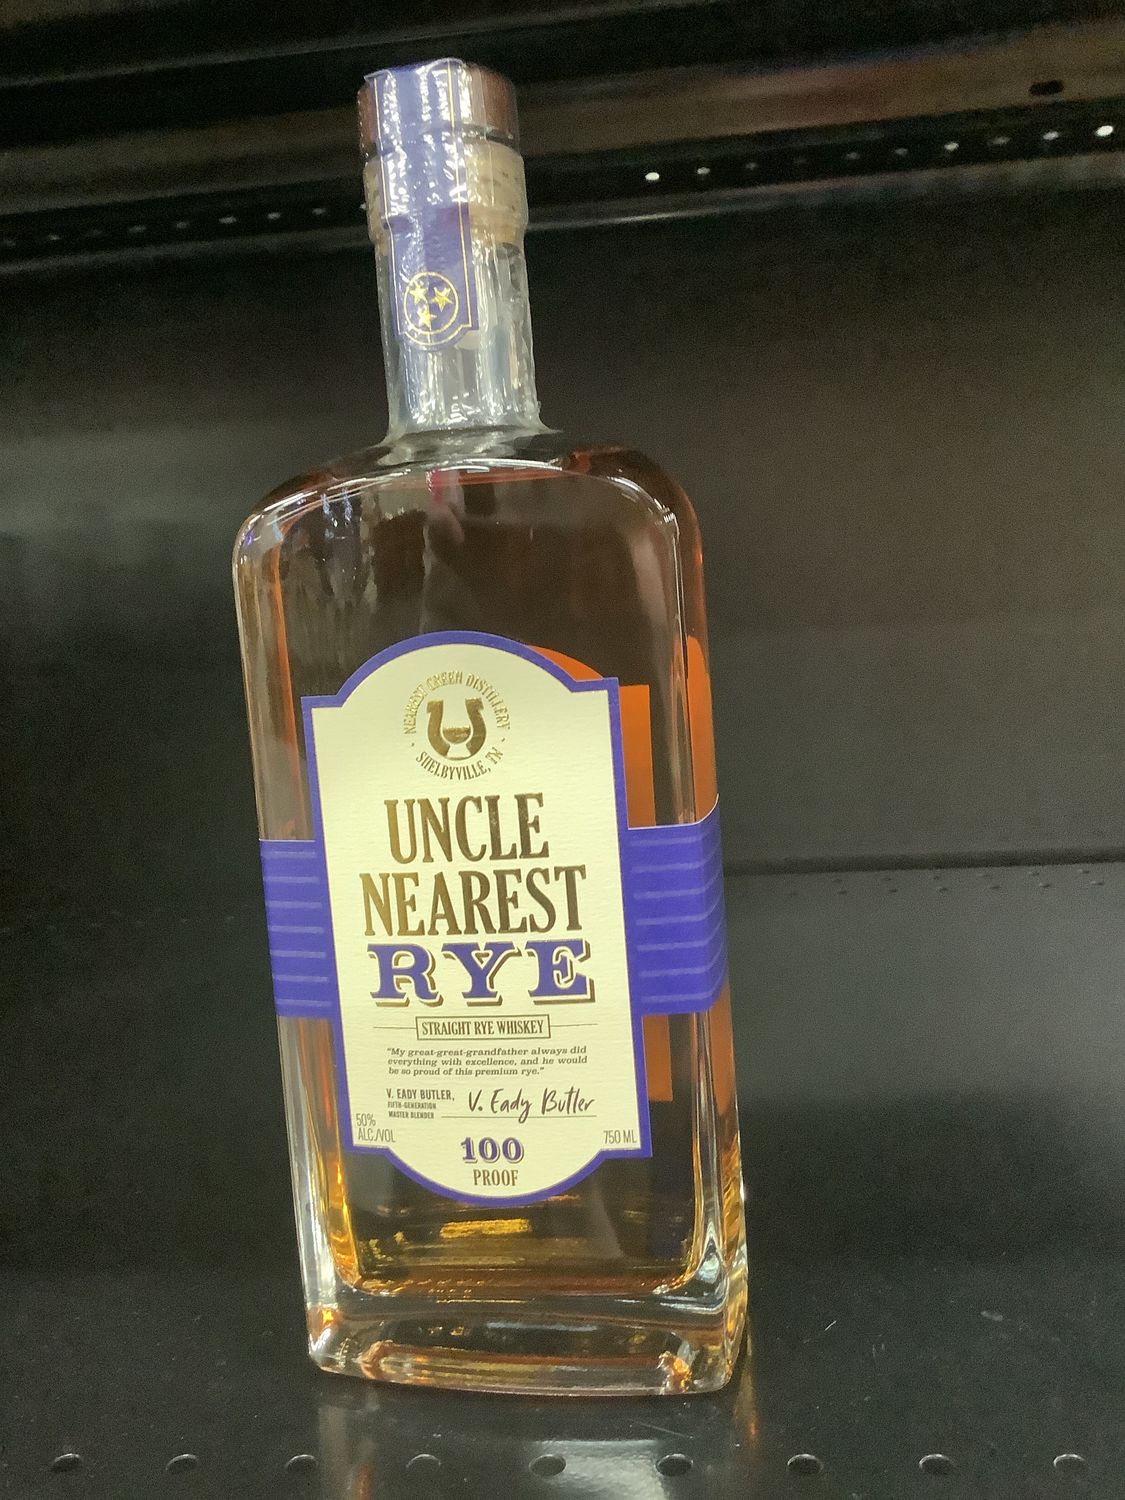 NEAREST GREEN DISTILLERY
SHELBYVILLE, TN
UNCLE
NEAREST
RYE
STRAIGHT RYE WHISKEY
"My great-great-grandfather always did
everything with excellence, and he would
be so proud of this premium rye."
V. EADY BUTLER,
FIFTH-GENERATION
MASTER BLENDER
V. Eady Butler
50%
ALC./VOL
100
PROOF
750 ML